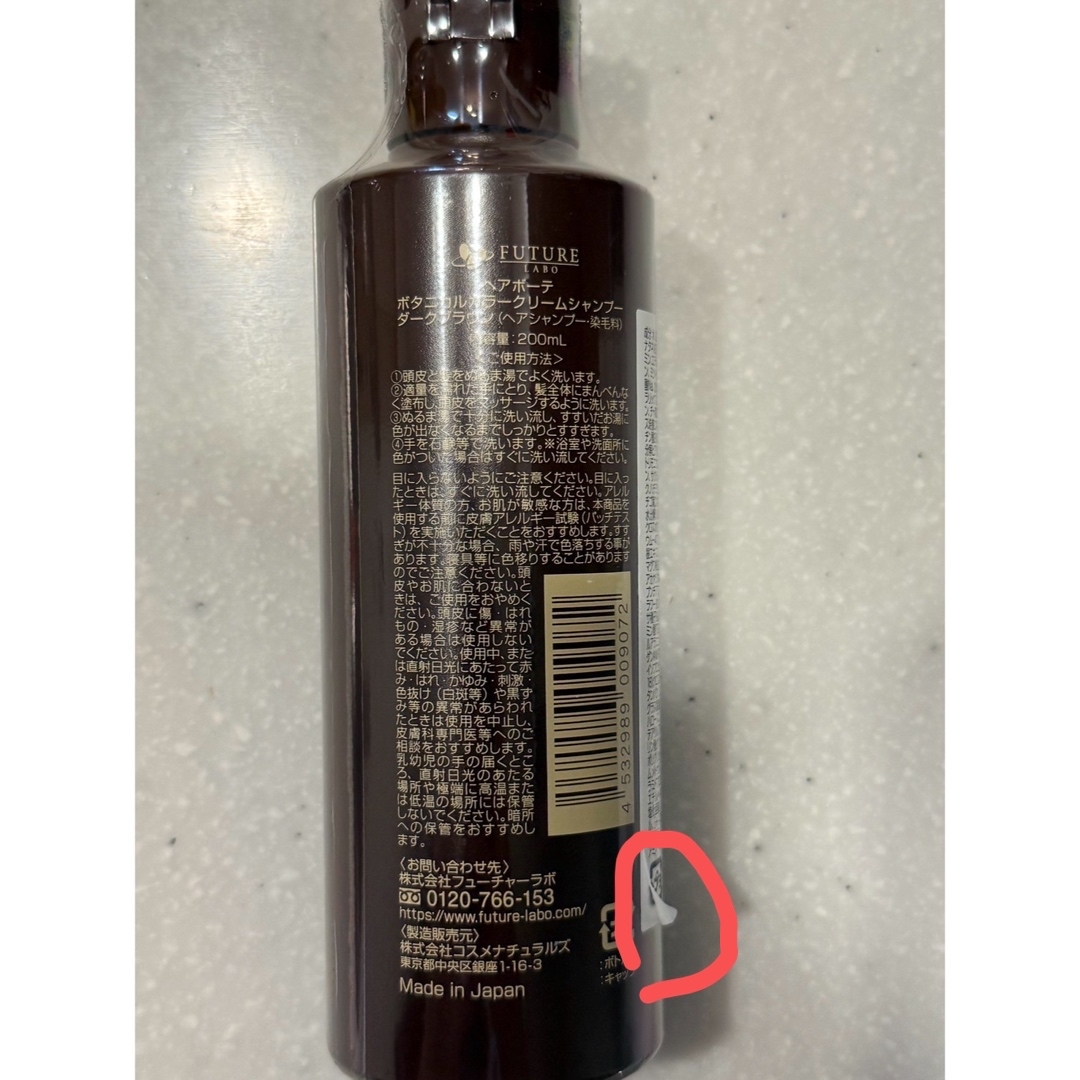 FUTURE
LABO
ヘアボーテ
ボタニカルカラークリームシャンプー
ダークブラウン(ヘアシャンプー・染毛料)
容量:200mL
<ご使用方法>
①頭皮と髪をぬるま湯でよく洗います。
②適量を濡れた手にとり、髪全体にまんべんな
く塗布し、頭皮をマッサージするように洗います。
③ぬるま湯で十分に洗い流し、すすいだお湯に
色が出なくなるまでしっかりとすすぎます。
④手を石鹸等で洗います。※浴室や洗面所に
色がついた場合はすぐに洗い流してください。
目に入らないようにご注意ください。目に入っ
たときは、すぐに洗い流してください。アレル
ギー体質の方、お肌が敏感な方は、本商品を
使用する前に皮膚アレルギー試験(パッチテス
ト)を実施いただくことをおすすめします。すす
ぎが不十分な場合、雨や汗で色落ちする事が
あります。寝具等に色移りすることがあります
のでご注意ください。頭
皮やお肌に合わないと
きは、ご使用をおやめく
ださい。頭皮に傷・はれ
もの・湿疹など異常が
ある場合は使用しない
でください。使用中、また
は直射日光にあたって赤
み・はれ・かゆみ・刺激・
色抜け(白斑等)や黒ず
み等の異常があらわれ
たときは使用を中止し、
皮膚科専門医等へのご
相談をおすすめします。
乳幼児の手の届くとこ
ろ、直射日光のあたる
場所や極端に高温また
は低温の場所には保管
しないでください。暗所
への保管をおすすめし
ます。
4 532989 009072
〈お問い合わせ先〉
株式会社フューチャーラボ
0120-766-153
https://www.future-labo.com/
〈製造販売元〉
株式会社コスメナチュラルズ
東京都中央区銀座1-16-3
Made in Japan
:ボト
:キャッ